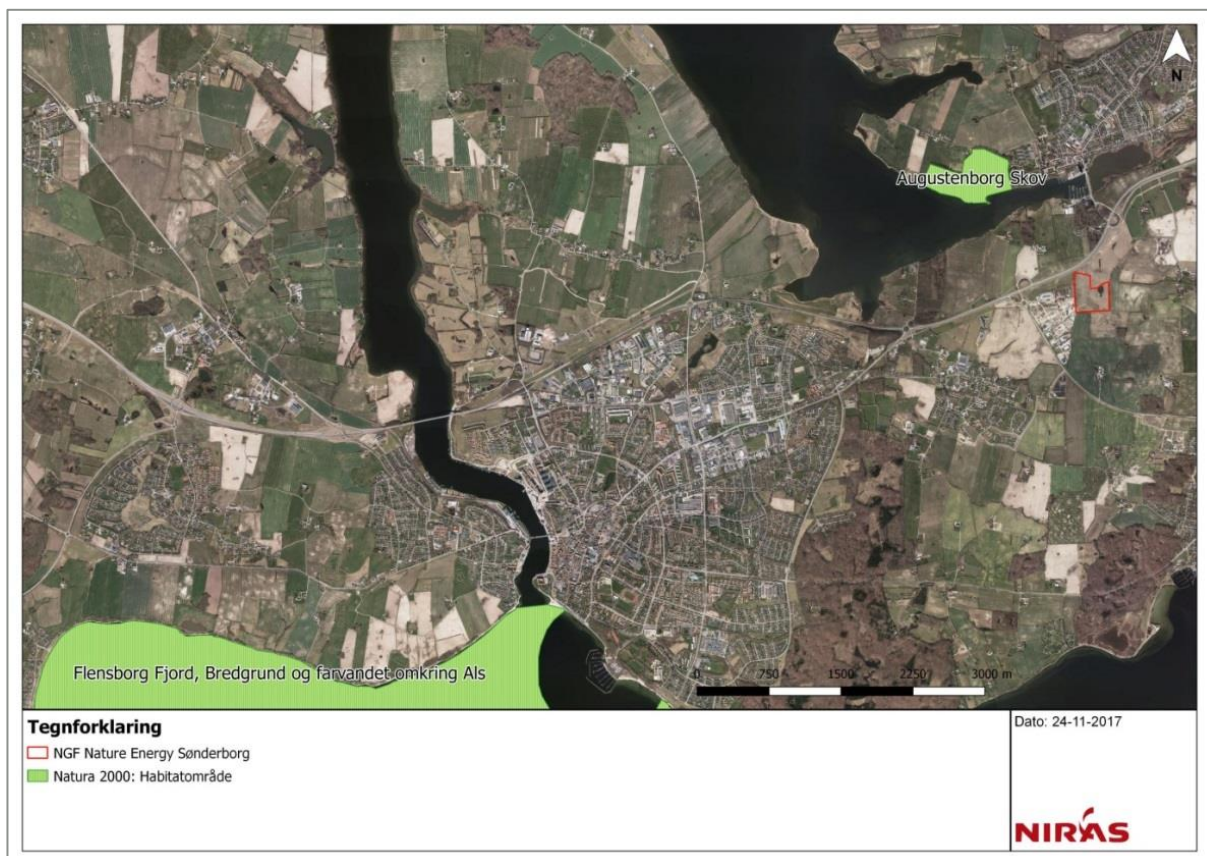 N
Augustenborg Skov
Flensborg Fjord, Bredgrund og farvandet omkring Als
0 750 1500 2250 3000 m
Tegnforklaring
NGF Nature Energy Sønderborg
Natura 2000: Habitatområde
Dato: 24-11-2017
NIRAS